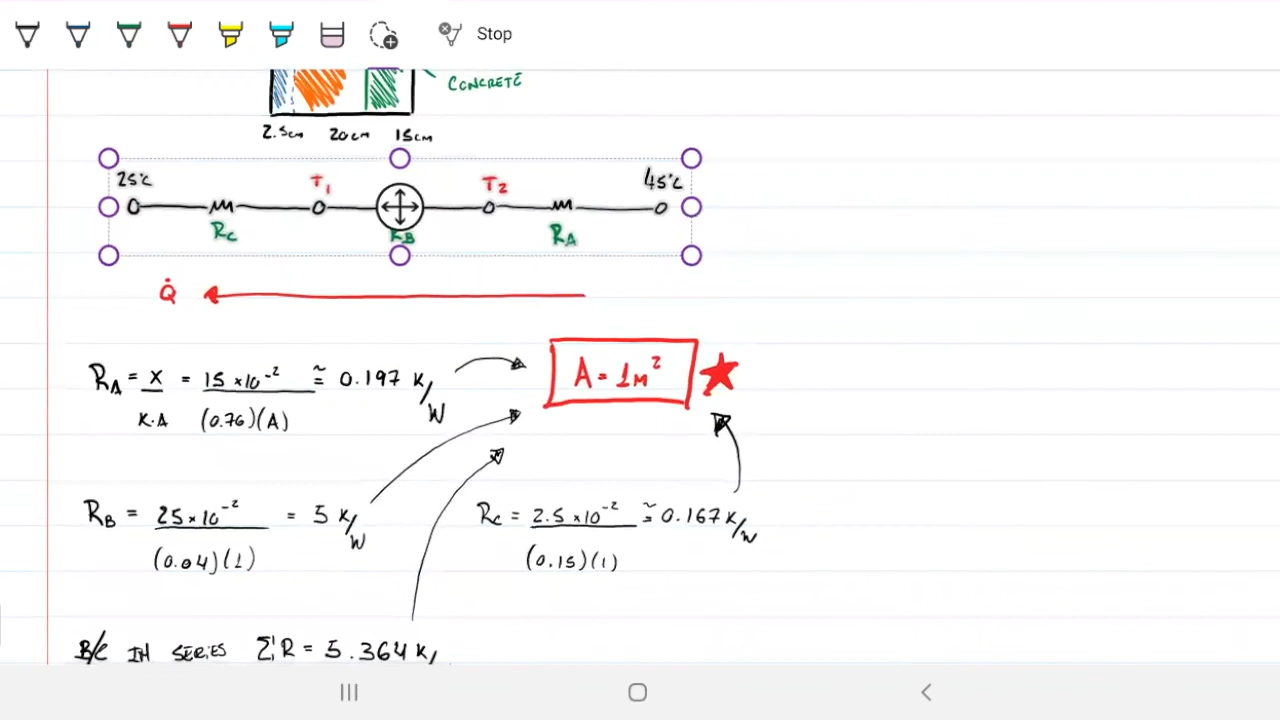 Stop
CONCRETE
2.5cm 20cm 15cm
25°C T1 T2 45°C
RC RB RA
Q̇
RA = X = 15×10^-2 ≅ 0.197 K/W
K·A (0.76)(A)
A = 1m²
RB = 25×10^-2 = 5 K/W
(0.04)(1)
RC = 2.5×10^-2 ≅ 0.167 K/W
(0.15)(1)
B/C IN SERIES ΣR = 5.364 K/